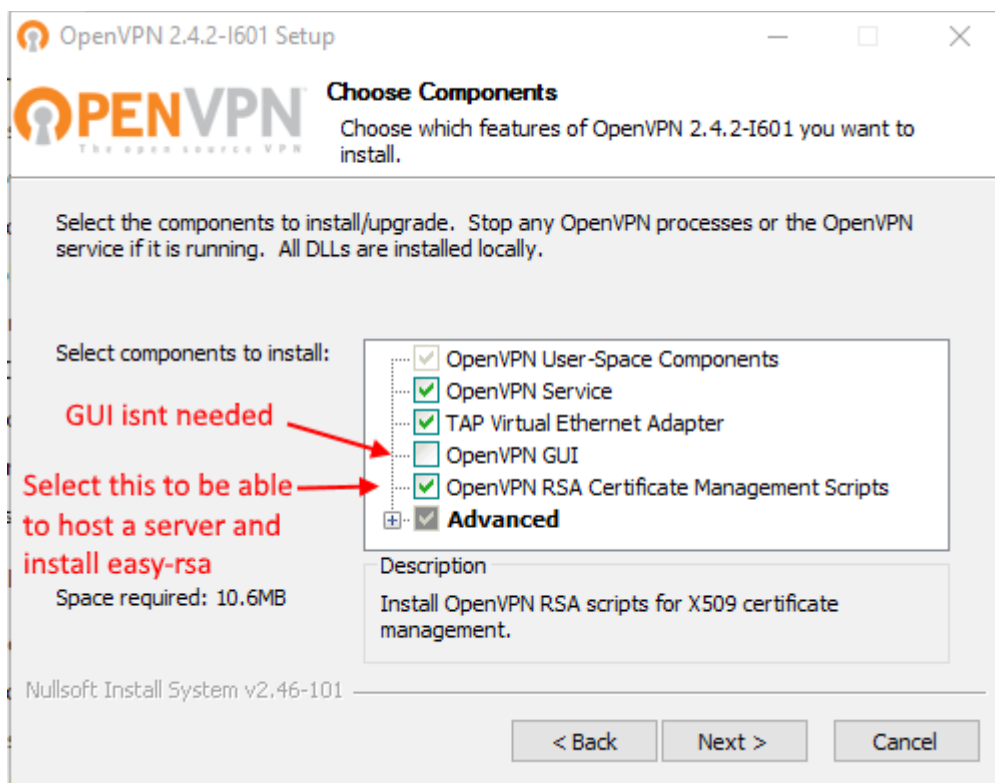 OpenVPN 2.4.2-I601 Setup
OPENVPN
The open source VPN
Choose Components
Choose which features of OpenVPN 2.4.2-I601 you want to
install.
Select the components to install/upgrade. Stop any OpenVPN processes or the OpenVPN
service if it is running. All DLLs are installed locally.
Select components to install:
OpenVPN User-Space Components
OpenVPN Service
TAP Virtual Ethernet Adapter
OpenVPN GUI
OpenVPN RSA Certificate Management Scripts
Advanced
GUI isnt needed
Select this to be able
to host a server and
install easy-rsa
Space required: 10.6MB
Description
Install OpenVPN RSA scripts for X509 certificate
management.
Nullsoft Install System v2.46-101
< Back
Next >
Cancel